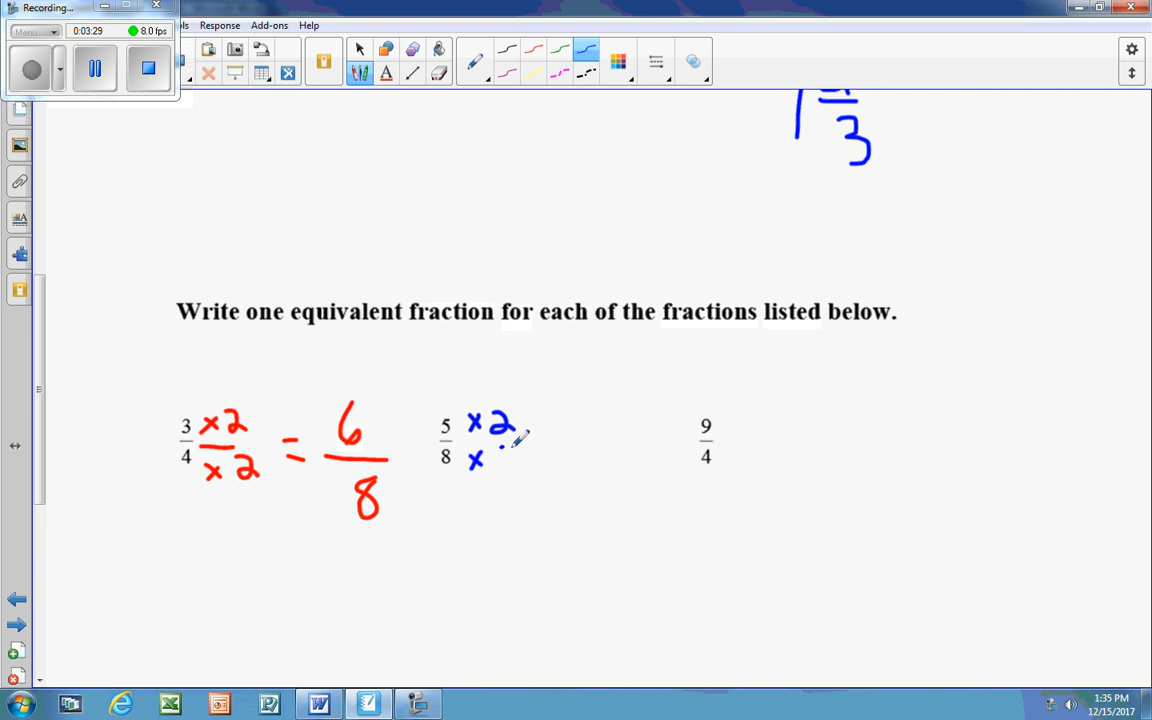 Recording...
Menu 0:03:29 8.0 fps
Response Add-ons Help
1
3
Write one equivalent fraction for each of the fractions listed below.
3 ×2 = 6 5 ×2 9
4 × 2 8 8 × 4
1:35 PM
12/15/2017